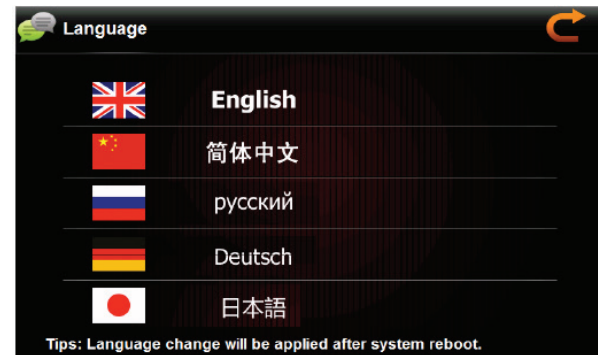 Language
English
简体中文
русский
Deutsch
日本語
Tips: Language change will be applied after system reboot.